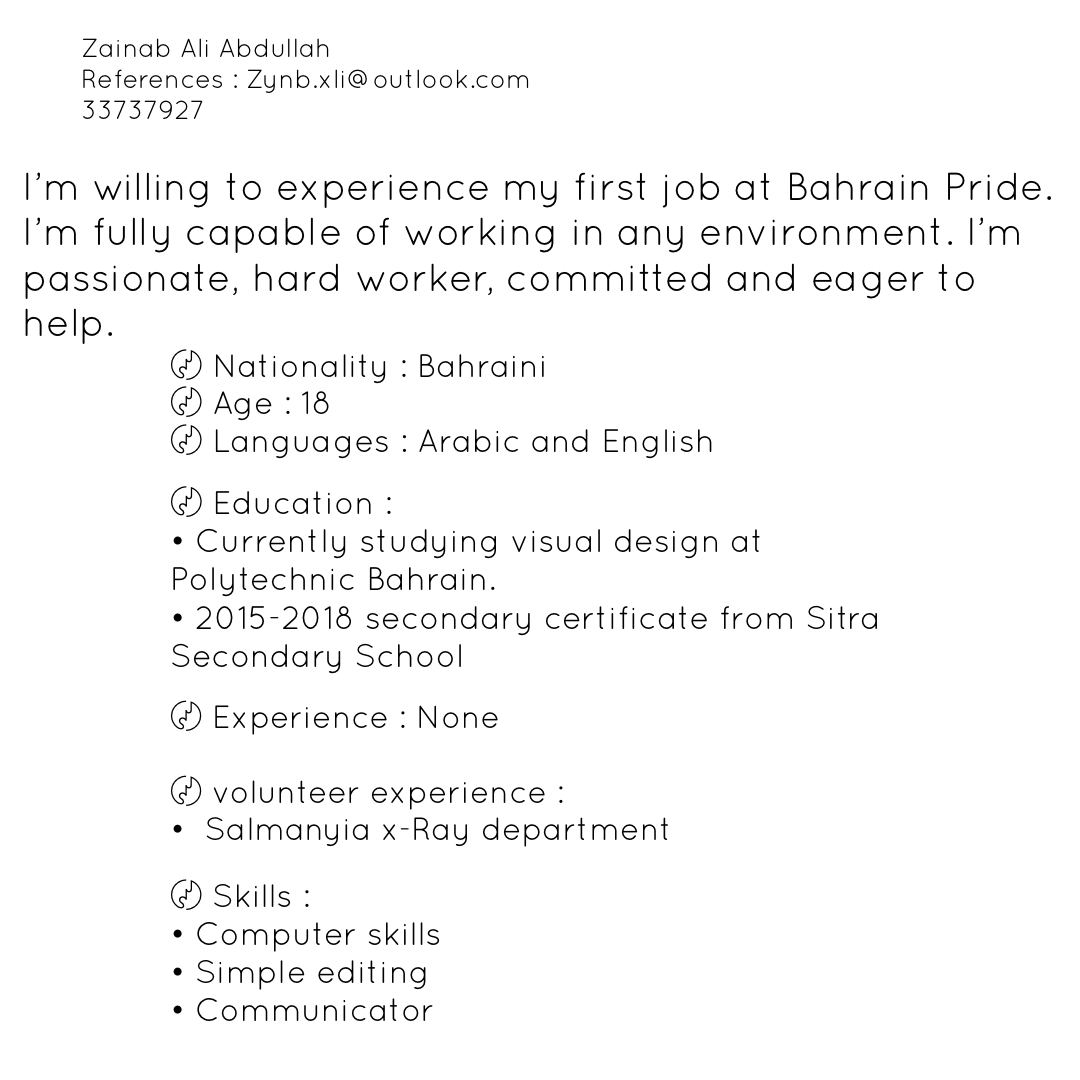 Zainab Ali Abdullah
References : Zynb.xli@outlook.com
33737927
I'm willing to experience my first job at Bahrain Pride.
I'm fully capable of working in any environment. I'm
passionate, hard worker, committed and eager to
help.
Nationality : Bahraini
Age : 18
Languages : Arabic and English
Education :
• Currently studying visual design at
Polytechnic Bahrain.
• 2015-2018 secondary certificate from Sitra
Secondary School
Experience : None
volunteer experience :
• Salmanyia x-Ray department
Skills :
• Computer skills
• Simple editing
• Communicator